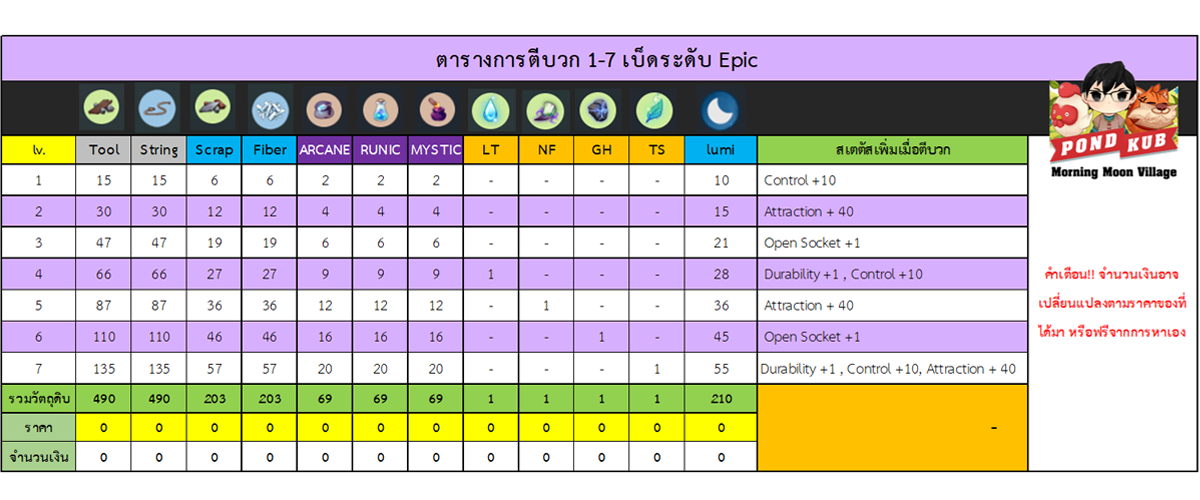 ตารางการตีบวก 1-7 เบ็ดระดับ Epic
POND KUB
Morning Moon Village
lv. Tool String Scrap Fiber ARCANE RUNIC MYSTIC LT NF GH TS lumi สเตตัสเพิ่มเมื่อตีบวก
1 15 15 6 6 2 2 2 - - - - 10 Control +10
2 30 30 12 12 4 4 4 - - - - 15 Attraction + 40
3 47 47 19 19 6 6 6 - - - - 21 Open Socket +1
4 66 66 27 27 9 9 9 1 - - - 28 Durability +1 , Control +10
5 87 87 36 36 12 12 12 - 1 - - 36 Attraction + 40
6 110 110 46 46 16 16 16 - - 1 - 45 Open Socket +1
7 135 135 57 57 20 20 20 - - - 1 55 Durability +1 , Control +10, Attraction + 40
รวมวัตถุดิบ 490 490 203 203 69 69 69 1 1 1 1 210
ราคา 0 0 0 0 0 0 0 0 0 0 0 0 -
จำนวนเงิน 0 0 0 0 0 0 0 0 0 0 0 0
คำเตือน!! จำนวนเงินอาจ
เปลี่ยนแปลงตามราคาของที่
ได้มา หรือฟรีจากการหาเอง